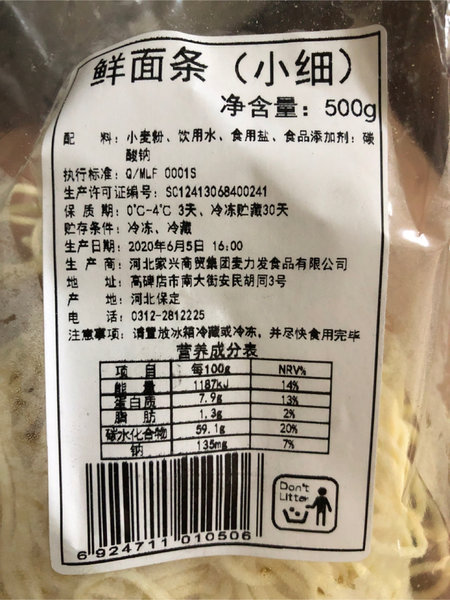 鲜面条（小细）
净含量：500g
配 料：小麦粉、饮用水、食用盐、食品添加剂：碳
酸钠
执行标准：Q/MLF 0001S
生产许可证编号：SC12413068400241
保 质 期：0℃-4℃ 3天、冷冻贮藏30天
贮存条件：冷冻、冷藏
生产日期：2020年6月5日 16:00
生 产 商：河北家兴商贸集团麦力发食品有限公司
地 址：高碑店市南大街安民胡同3号
产 地：河北保定
电 话：0312-2812225
注意事项：请置放冰箱冷藏或冷冻，并尽快食用完毕
营养成分表
项 目 每100g NRV%
能 量 1187kJ 14%
蛋白质 7.9g 13%
脂 肪 1.3g 2%
碳水化合物 59.1g 20%
钠 135mg 7%
Don't
Litter
6 924711 010506